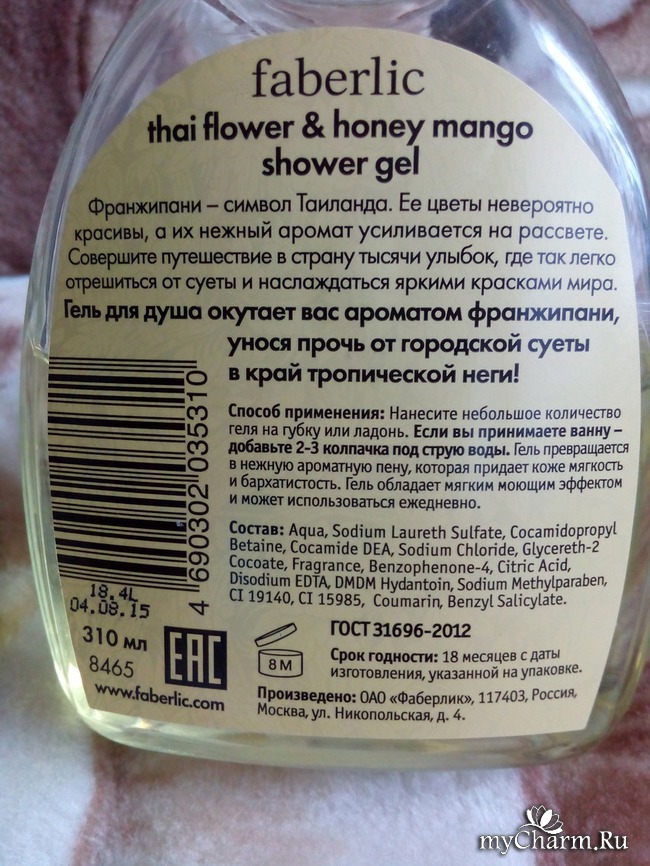 faberlic
thai flower & honey mango
shower gel
Франжипани – символ Таиланда. Ее цветы невероятно
красивы, а их нежный аромат усиливается на рассвете.
Совершите путешествие в страну тысячи улыбок, где так легко
отрешиться от суеты и наслаждаться яркими красками мира.
Гель для душа окутает вас ароматом франжипани,
унося прочь от городской суеты
в край тропической неги!
Способ применения: Нанесите небольшое количество
геля на губку или ладонь. Если вы принимаете ванну –
добавьте 2-3 колпачка под струю воды. Гель превращается
в нежную ароматную пену, которая придает коже мягкость
и бархатистость. Гель обладает мягким моющим эффектом
и может использоваться ежедневно.
Состав: Aqua, Sodium Laureth Sulfate, Cocamidopropyl
Betaine, Cocamide DEA, Sodium Chloride, Glycereth-2
Cocoate, Fragrance, Benzophenone-4, Citric Acid,
Disodium EDTA, DMDM Hydantoin, Sodium Methylparaben,
CI 19140, CI 15985, Coumarin, Benzyl Salicylate.
4 690302 035310
18.4L
04.08.15
310 мл
8465
www.faberlic.com
EAC
8 M
ГОСТ 31696-2012
Срок годности: 18 месяцев с даты
изготовления, указанной на упаковке.
Произведено: ОАО «Фаберлик», 117403, Россия,
Москва, ул. Никопольская, д. 4.
myCharm.Ru